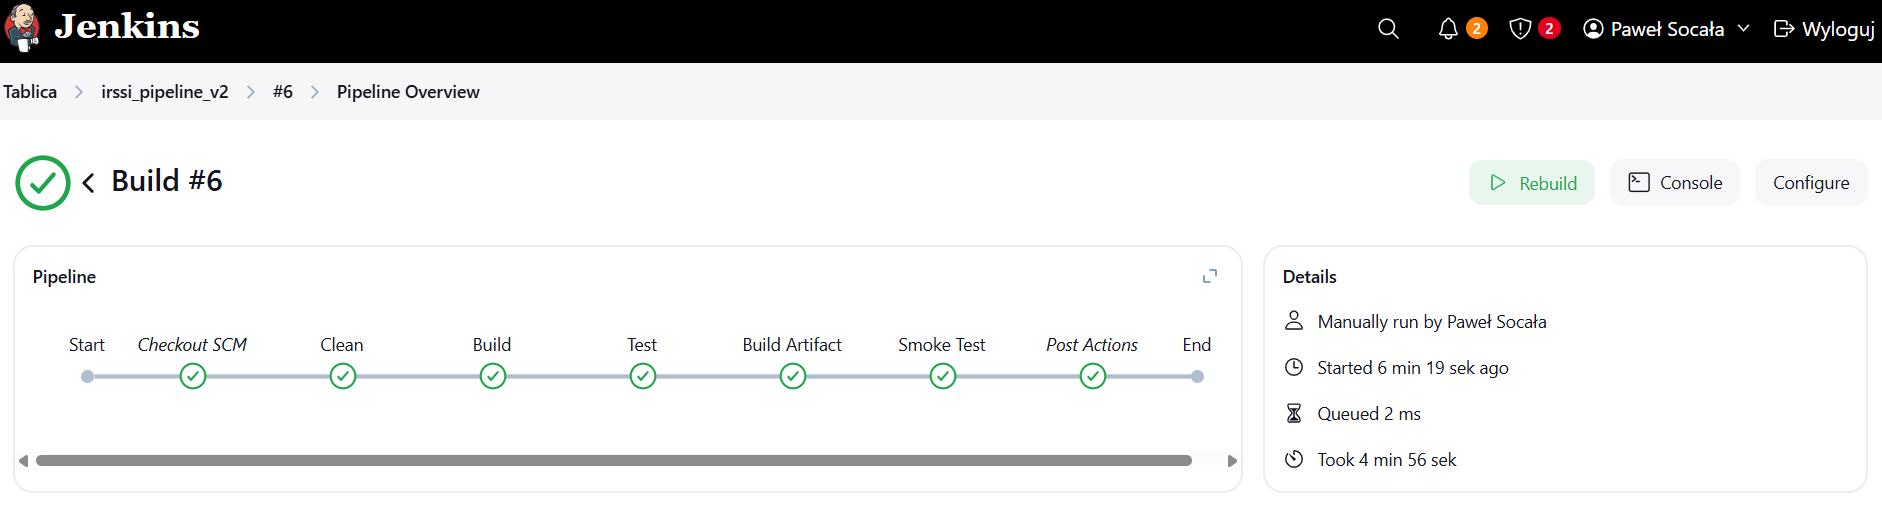 Jenkins
2
2
Paweł Socała
Wyloguj
Tablica
irssi_pipeline_v2
#6
Pipeline Overview
Build #6
Rebuild
Console
Configure
Pipeline
Start
Checkout SCM
Clean
Build
Test
Build Artifact
Smoke Test
Post Actions
End
Details
Manually run by Paweł Socała
Started 6 min 19 sek ago
Queued 2 ms
Took 4 min 56 sek